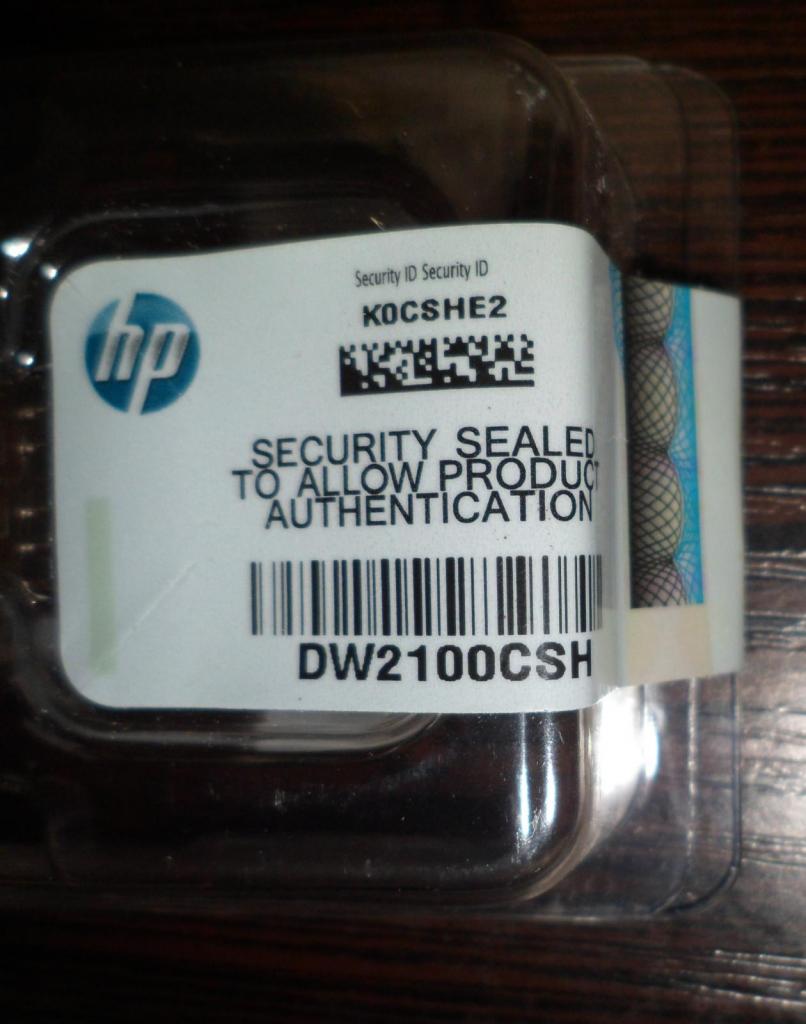 hp
Security ID Security ID
K0CSHE2
SECURITY SEALED
TO ALLOW PRODUCT
AUTHENTICATION
DW2100CSH